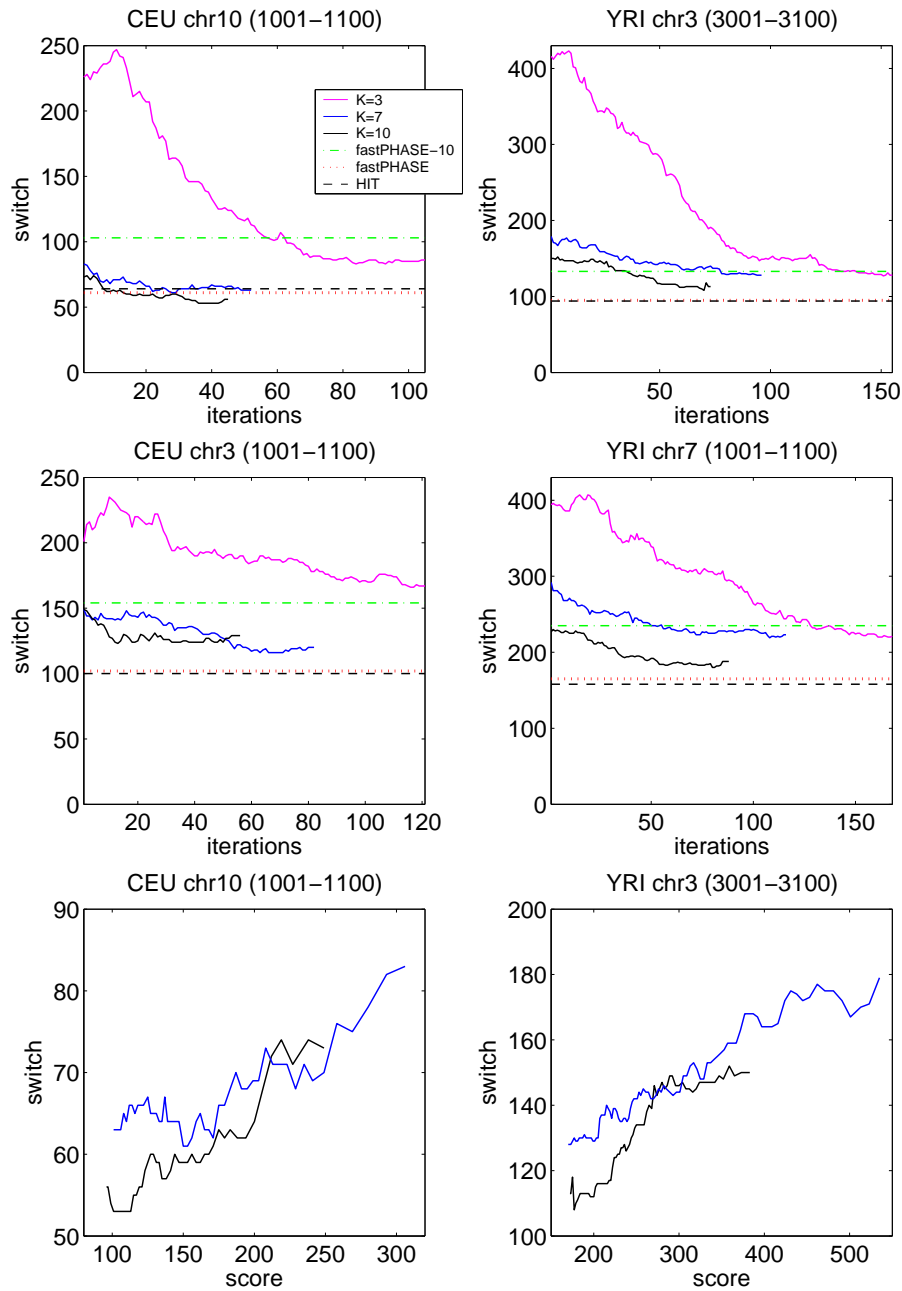 CEU chr10 (1001−1100)
250
200
150
100
50
0
switch
20 40 60 80 100
iterations
K=3
K=7
K=10
fastPHASE−10
fastPHASE
HIT
YRI chr3 (3001−3100)
400
300
200
100
0
switch
50 100 150
iterations
CEU chr3 (1001−1100)
250
200
150
100
50
0
switch
20 40 60 80 100 120
iterations
YRI chr7 (1001−1100)
400
300
200
100
0
switch
50 100 150
iterations
CEU chr10 (1001−1100)
90
80
70
60
50
switch
100 150 200 250 300
score
YRI chr3 (3001−3100)
200
180
160
140
120
100
switch
200 300 400 500
score